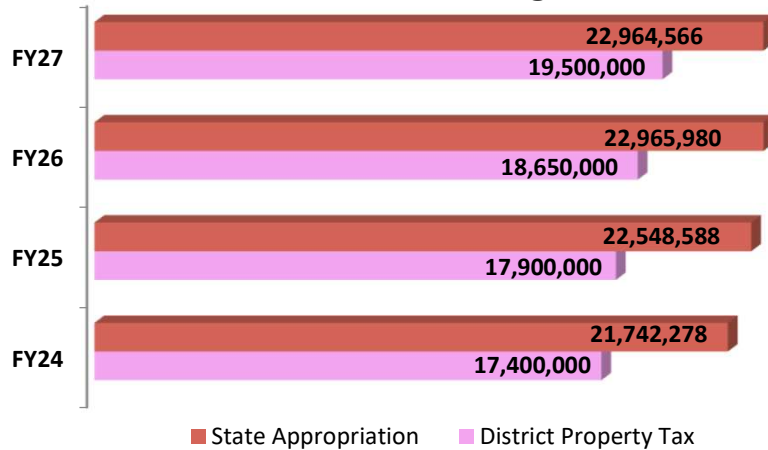 FY27
22,964,566
19,500,000
FY26
22,965,980
18,650,000
FY25
22,548,588
17,900,000
FY24
21,742,278
17,400,000
State Appropriation District Property Tax